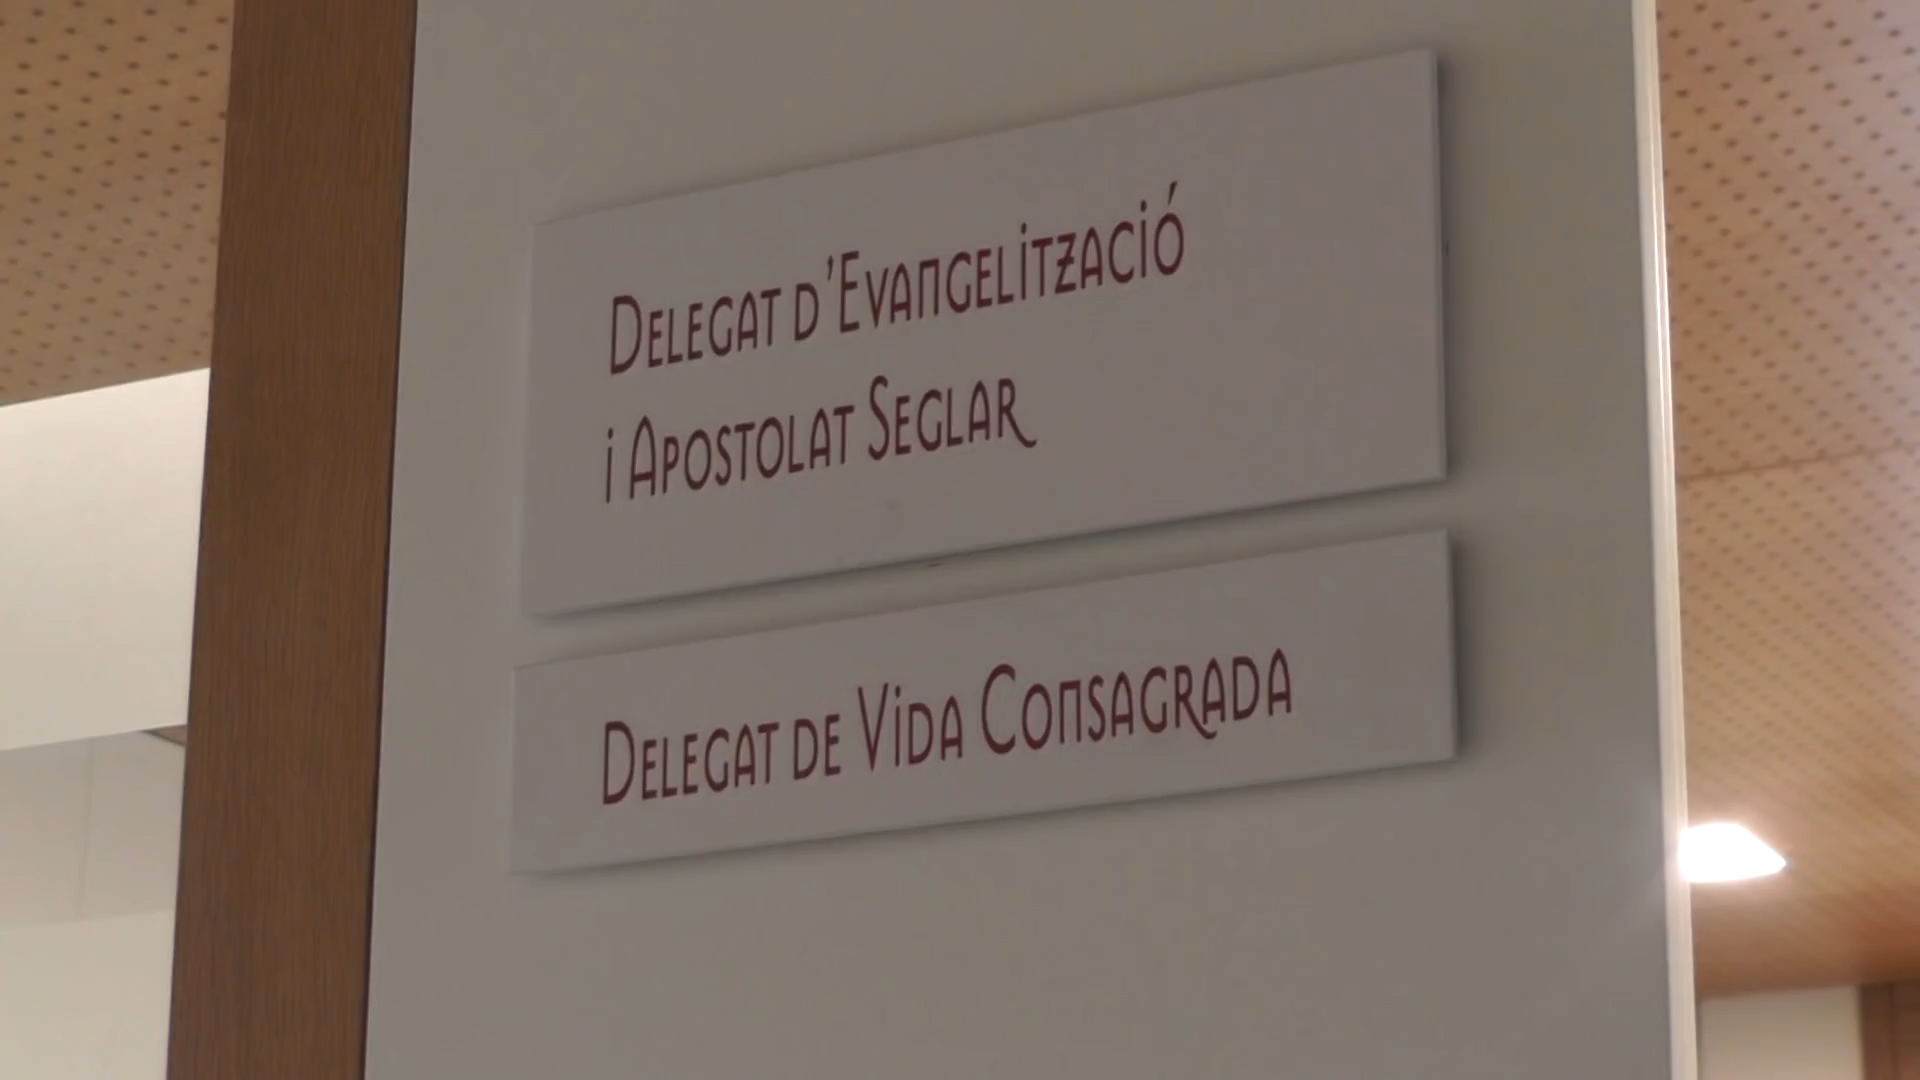 Delegat d'Evangelització
i Apostolat Seglar
Delegat de Vida Consagrada